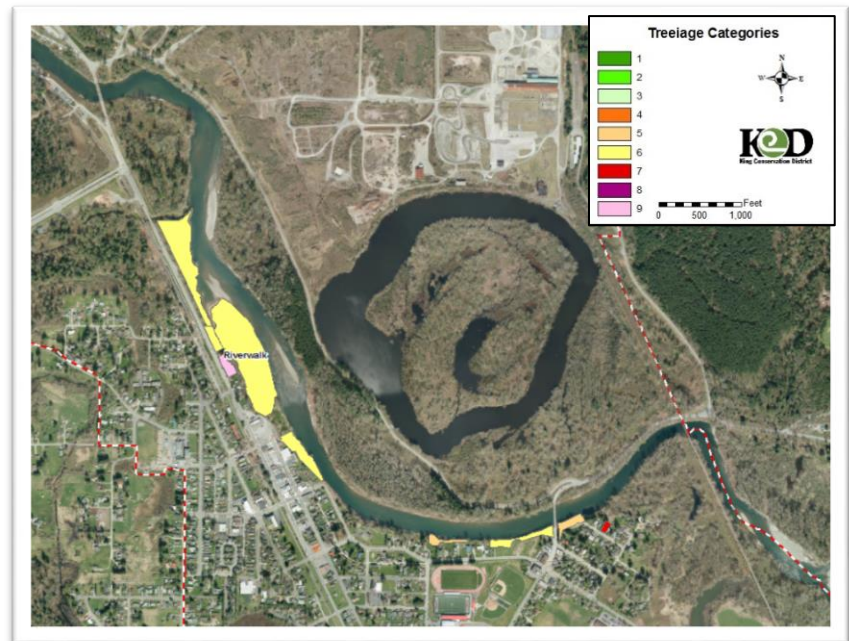 Treeiage Categories
1
2
3
4
5
6
7
8
9
N
W E
S
KCD
King Conservation District
Feet
0 500 1,000
Riverwalk